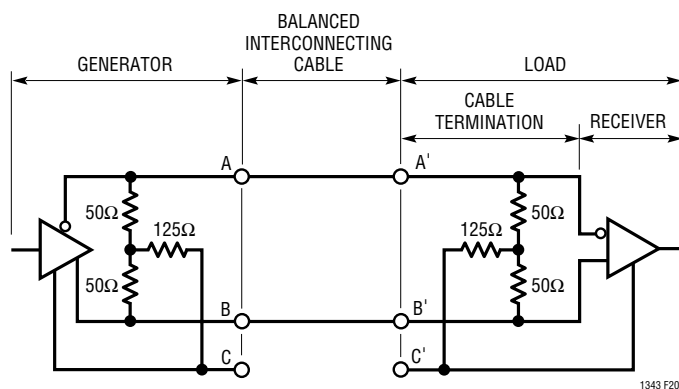 BALANCED
INTERCONNECTING
CABLE
GENERATOR
LOAD
CABLE
TERMINATION
RECEIVER
A
A'
50Ω
125Ω
50Ω
125Ω
50Ω
50Ω
B
B'
C
C'
1343 F20